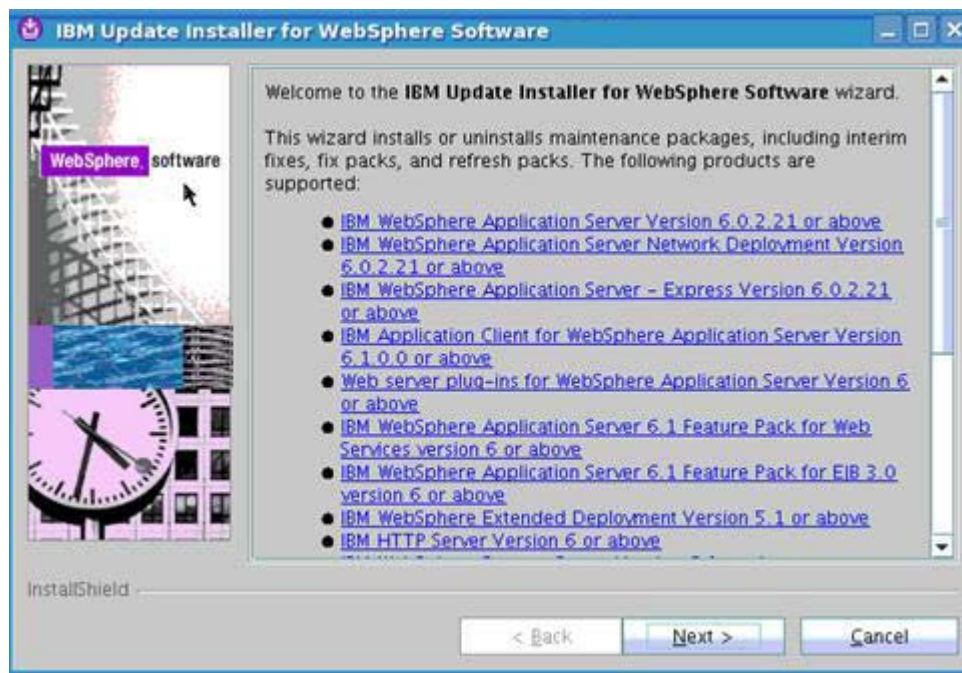 IBM Update Installer for WebSphere Software
WebSphere. software
Welcome to the IBM Update Installer for WebSphere Software wizard.
This wizard installs or uninstalls maintenance packages, including interim
fixes, fix packs, and refresh packs. The following products are
supported:
● IBM WebSphere Application Server Version 6.0.2.21 or above
● IBM WebSphere Application Server Network Deployment Version
6.0.2.21 or above
● IBM WebSphere Application Server - Express Version 6.0.2.21
or above
● IBM Application Client for WebSphere Application Server Version
6.1.0.0 or above
● Web server plug-ins for WebSphere Application Server Version 6
or above
● IBM WebSphere Application Server 6.1 Feature Pack for Web
Services version 6 or above
● IBM WebSphere Application Server 6.1 Feature Pack for EJB 3.0
version 6 or above
● IBM WebSphere Extended Deployment Version 5.1 or above
● IBM HTTP Server Version 6 or above
InstallShield
< Back
Next >
Cancel